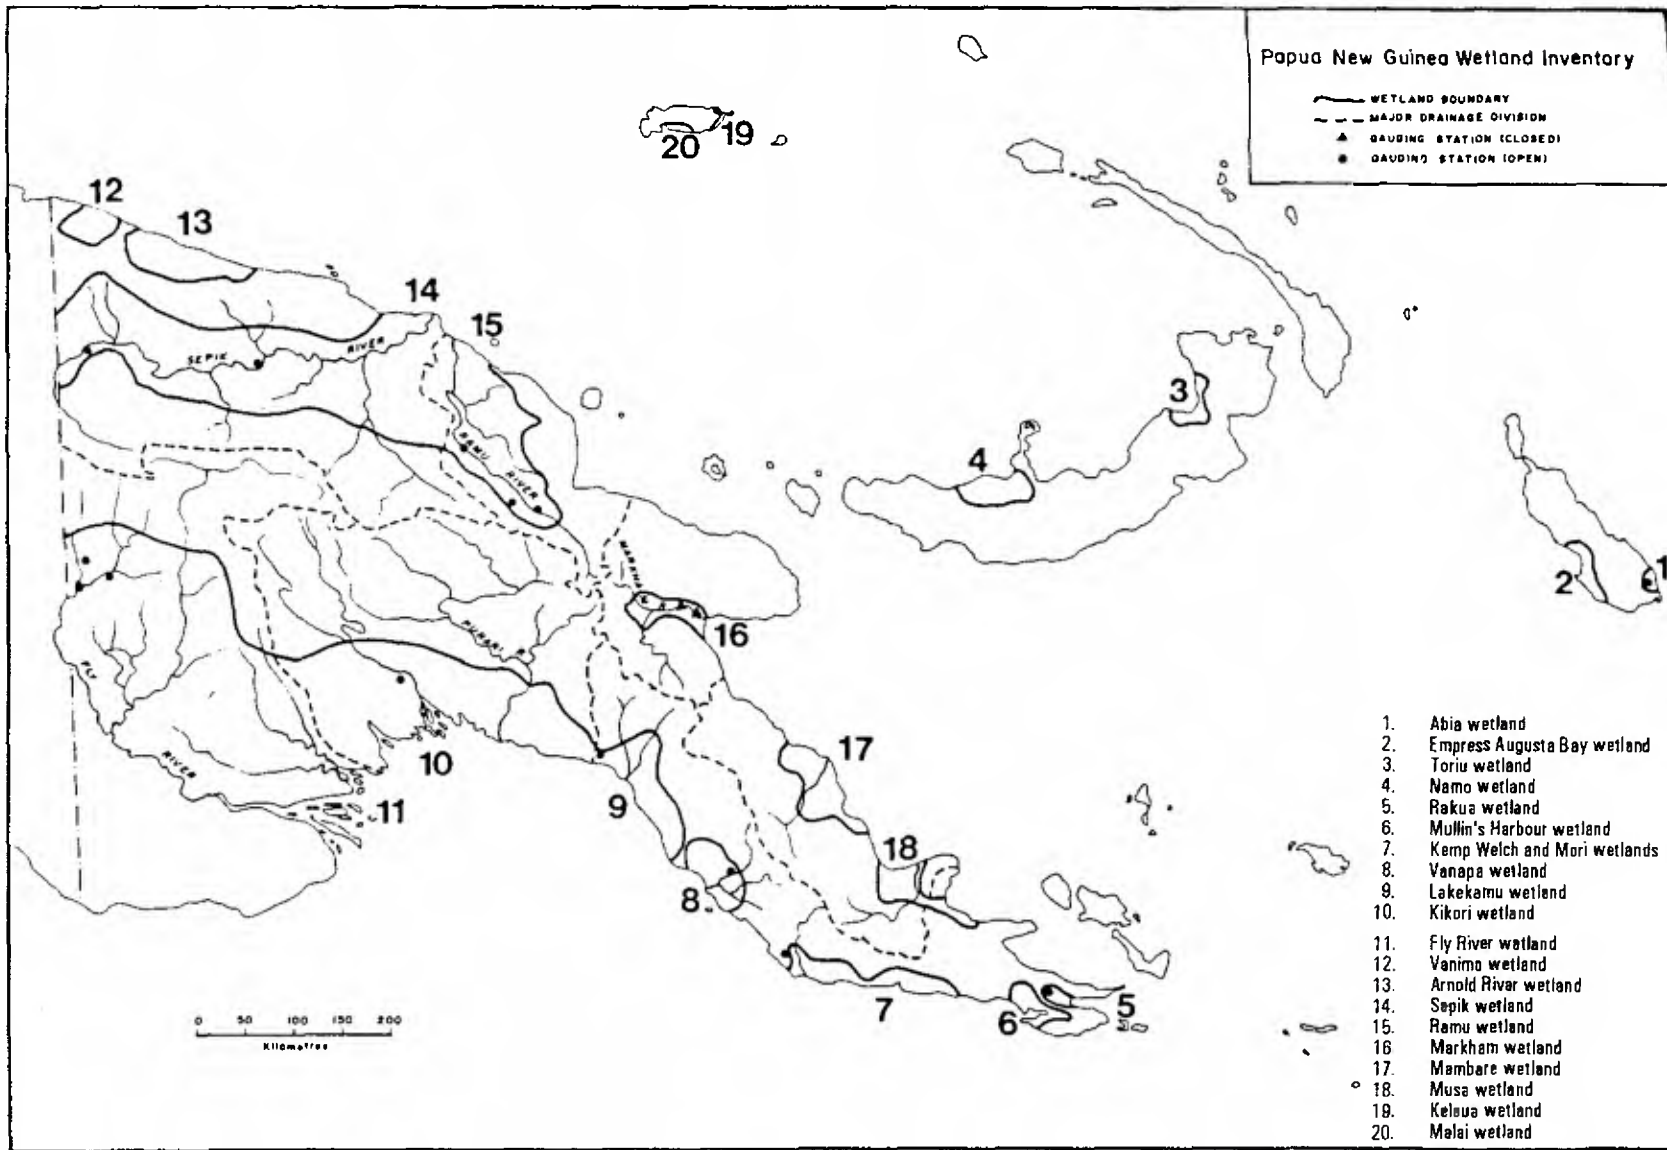 Papua New Guinea Wetland Inventory
WETLAND BOUNDARY
MAJOR DRAINAGE DIVISION
GAUGING STATION (CLOSED)
GAUGING STATION (OPEN)
19
20
12
13
14
15
SEPIK RIVER
RAMU RIVER
3
4
1
2
MARKHAM
16
PURARI
FLY RIVER
10
11
17
9
18
8
7
6
5
0 50 100 150 200
Kilometres
1. Abia wetland
2. Empress Augusta Bay wetland
3. Toriu wetland
4. Namo wetland
5. Rakua wetland
6. Mullin's Harbour wetland
7. Kemp Welch and Mori wetlands
8. Vanapa wetland
9. Lakekamu wetland
10. Kikori wetland
11. Fly River wetland
12. Vanimo wetland
13. Arnold River wetland
14. Sepik wetland
15. Ramu wetland
16 Markham wetland
17. Mambare wetland
18. Musa wetland
19. Kelaua wetland
20. Malai wetland